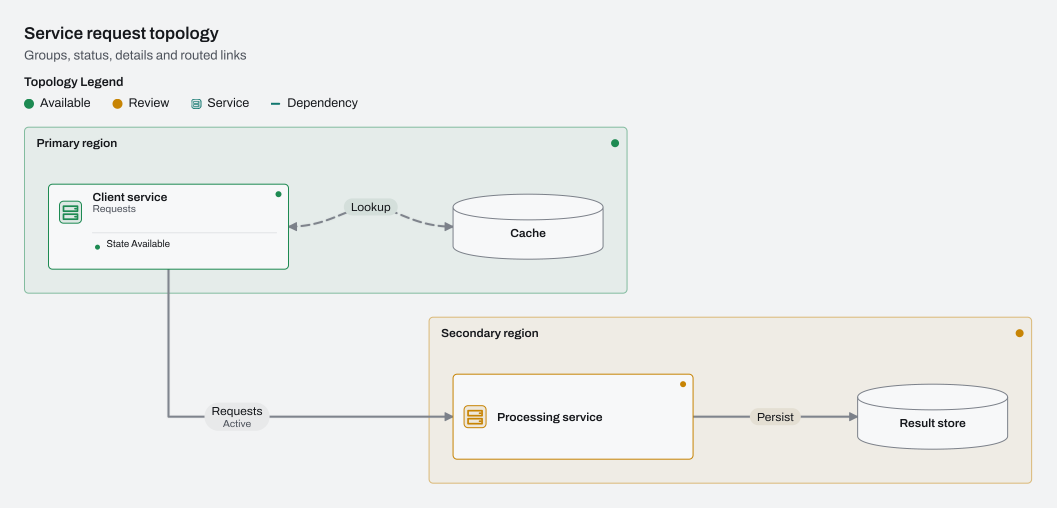 Service request topology
Groups, status, details and routed links
Topology Legend
Available
Review
Service
Dependency
Primary region
Client service
Requests
State Available
Lookup
Cache
Secondary region
Requests
Active
Processing service
Persist
Result store